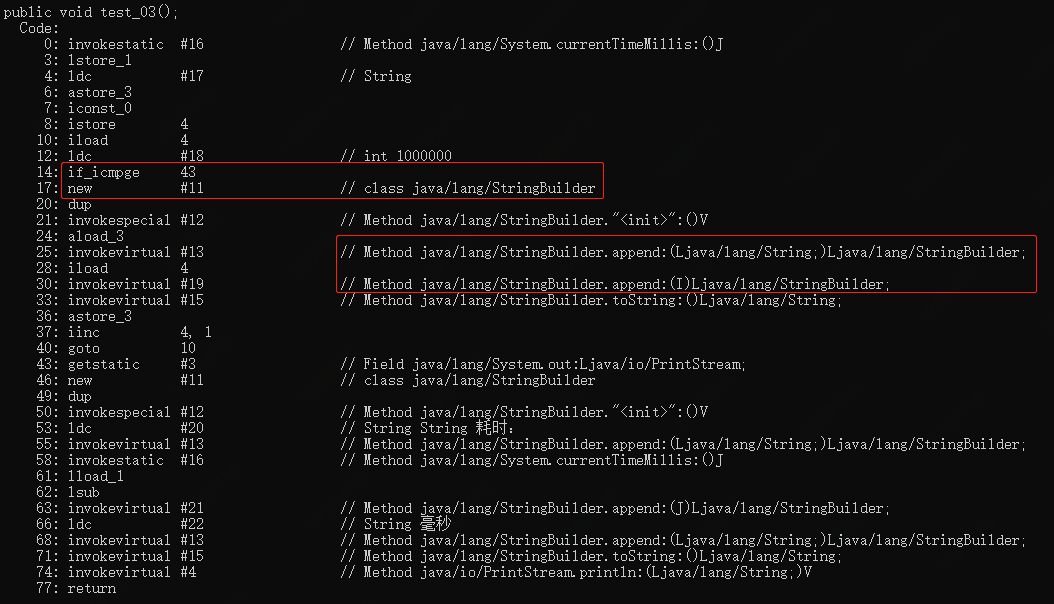 public void test_03();
  Code:
     0: invokestatic  #16                 // Method java/lang/System.currentTimeMillis:()J
     3: lstore_1
     4: ldc           #17                 // String
     6: astore_3
     7: iconst_0
     8: istore        4
    10: iload         4
    12: ldc           #18                 // int 1000000
    14: if_icmpge     43
    17: new           #11                 // class java/lang/StringBuilder
    20: dup
    21: invokespecial #12                 // Method java/lang/StringBuilder."<init>":()V
    24: aload_3
    25: invokevirtual #13                 // Method java/lang/StringBuilder.append:(Ljava/lang/String;)Ljava/lang/StringBuilder;
    28: iload         4
    30: invokevirtual #19                 // Method java/lang/StringBuilder.append:(I)Ljava/lang/StringBuilder;
    33: invokevirtual #15                 // Method java/lang/StringBuilder.toString:()Ljava/lang/String;
    36: astore_3
    37: iinc          4, 1
    40: goto          10
    43: getstatic     #3                  // Field java/lang/System.out:Ljava/io/PrintStream;
    46: new           #11                 // class java/lang/StringBuilder
    49: dup
    50: invokespecial #12                 // Method java/lang/StringBuilder."<init>":()V
    53: ldc           #20                 // String String 耗时：
    55: invokevirtual #13                 // Method java/lang/StringBuilder.append:(Ljava/lang/String;)Ljava/lang/StringBuilder;
    58: invokestatic  #16                 // Method java/lang/System.currentTimeMillis:()J
    61: lload_1
    62: lsub
    63: invokevirtual #21                 // Method java/lang/StringBuilder.append:(J)Ljava/lang/StringBuilder;
    66: ldc           #22                 // String 毫秒
    68: invokevirtual #13                 // Method java/lang/StringBuilder.append:(Ljava/lang/String;)Ljava/lang/StringBuilder;
    71: invokevirtual #15                 // Method java/lang/StringBuilder.toString:()Ljava/lang/String;
    74: invokevirtual #4                  // Method java/io/PrintStream.println:(Ljava/lang/String;)V
    77: return